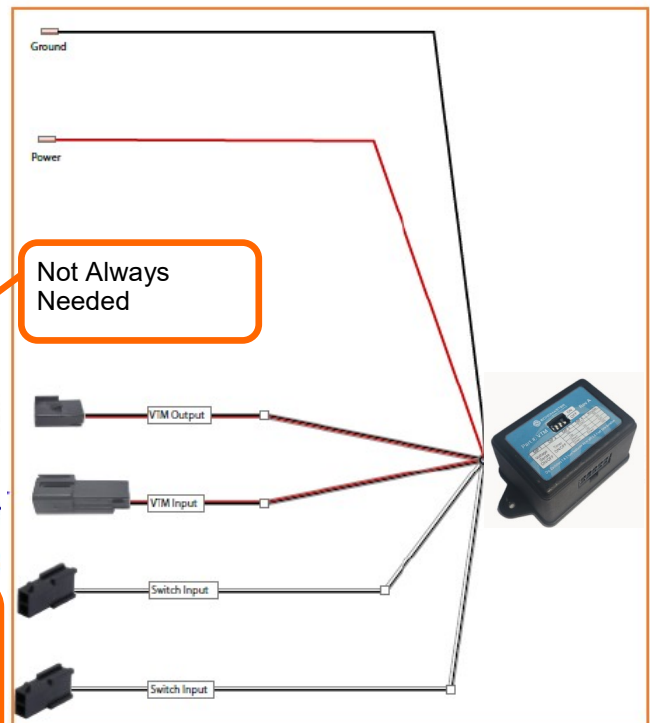 Ground
Power
Not Always
Needed
VTM Output
VTM Input
Switch Input
Switch Input